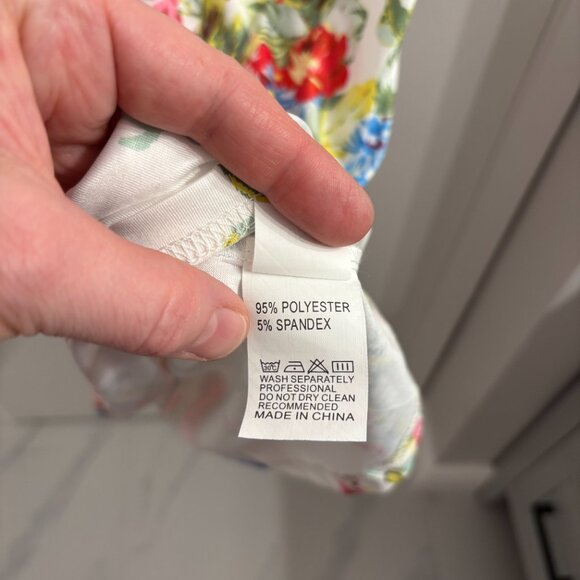 95% POLYESTER
5% SPANDEX
WASH SEPARATELY
PROFESSIONAL
DO NOT DRY CLEAN
RECOMMENDED
MADE IN CHINA